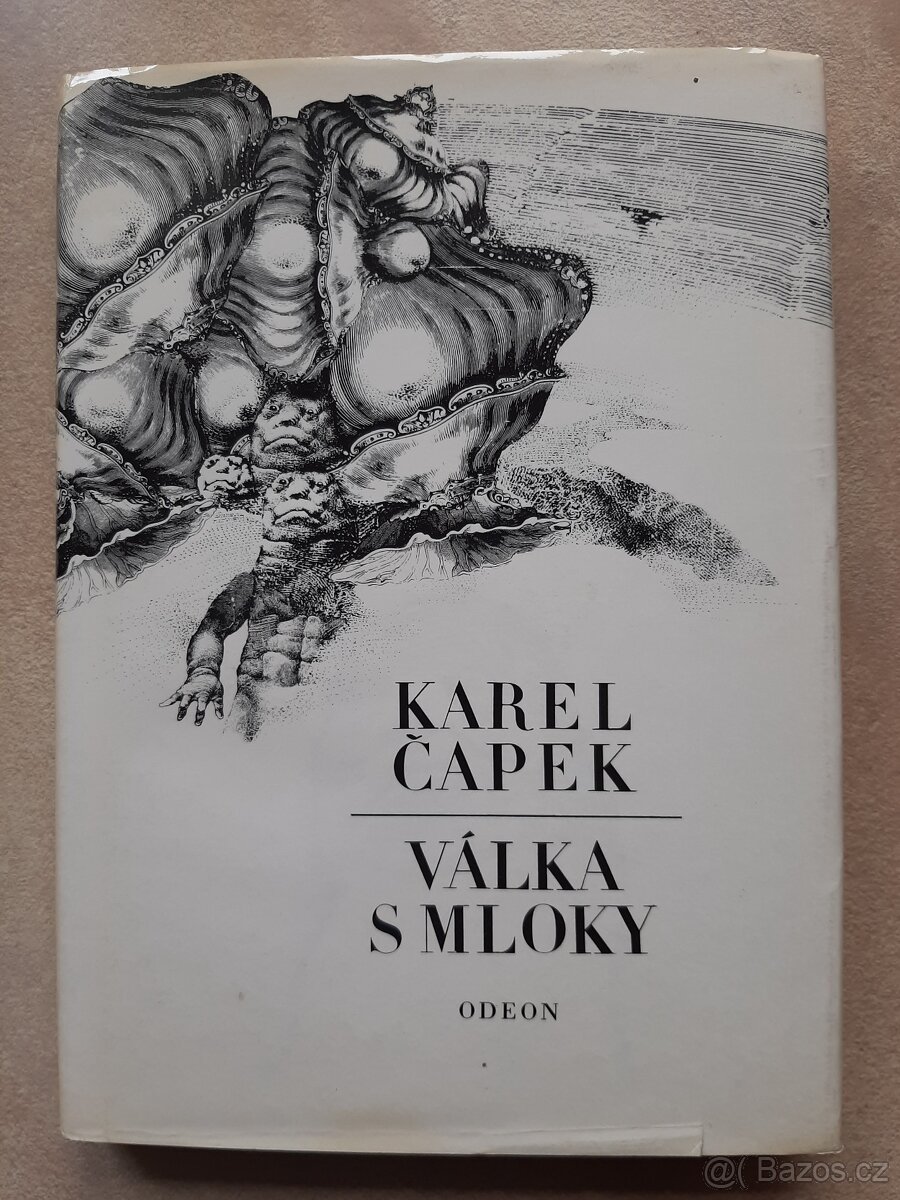 KAREL
ČAPEK
VÁLKA
S MLOKY
ODEON
@( Bazos.cz